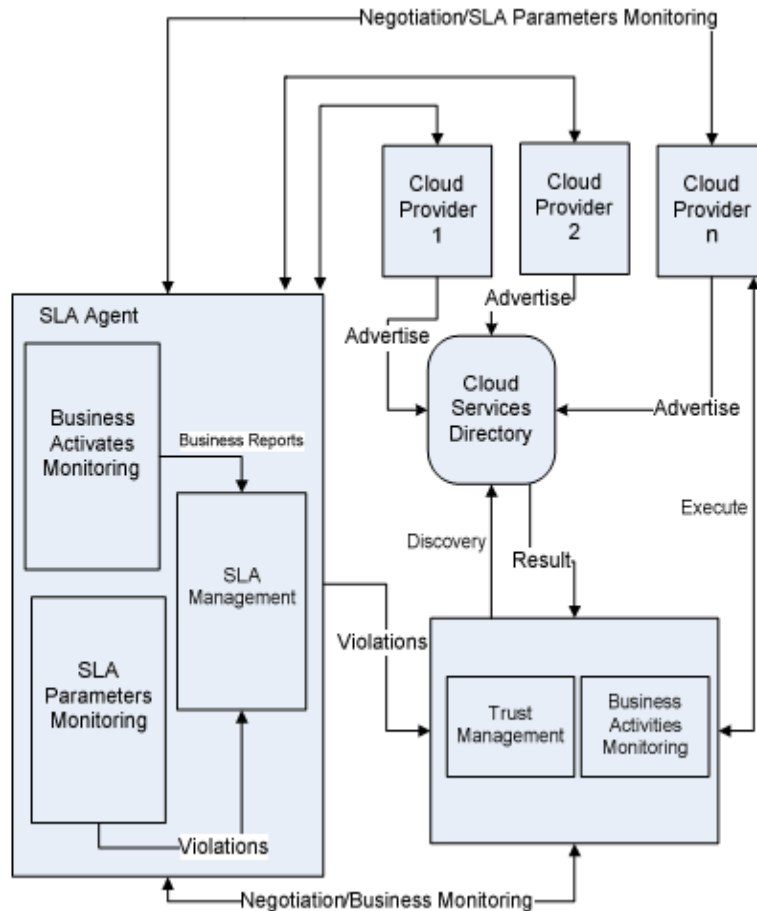 Negotiation/SLA Parameters Monitoring
Cloud
Provider
1
Cloud
Provider
2
Cloud
Provider
n
SLA Agent
Advertise
Advertise
Advertise
Cloud
Services
Directory
Business
Activates
Monitoring
Business Reports
SLA
Management
Discovery
Result
Execute
SLA
Parameters
Monitoring
Violations
Violations
Trust
Management
Business
Activities
Monitoring
Negotiation/Business Monitoring